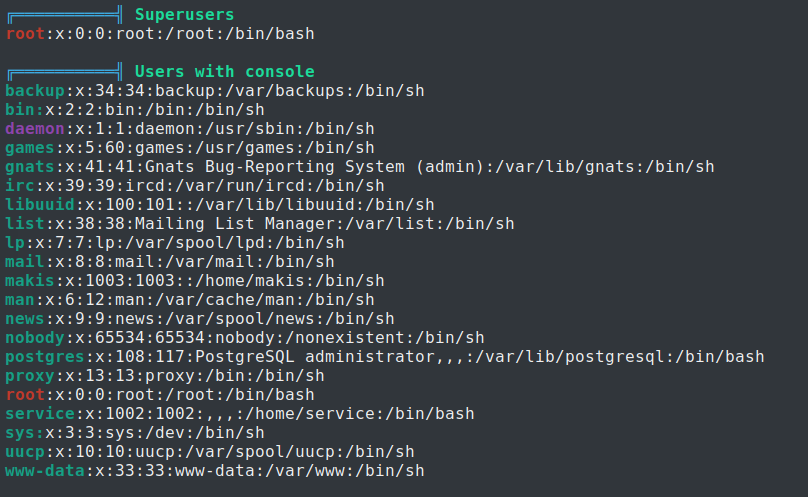 ╔══════════╣ Superusers
root:x:0:0:root:/root:/bin/bash

╔══════════╣ Users with console
backup:x:34:34:backup:/var/backups:/bin/sh
bin:x:2:2:bin:/bin:/bin/sh
daemon:x:1:1:daemon:/usr/sbin:/bin/sh
games:x:5:60:games:/usr/games:/bin/sh
gnats:x:41:41:Gnats Bug-Reporting System (admin):/var/lib/gnats:/bin/sh
irc:x:39:39:ircd:/var/run/ircd:/bin/sh
libuuid:x:100:101::/var/lib/libuuid:/bin/sh
list:x:38:38:Mailing List Manager:/var/list:/bin/sh
lp:x:7:7:lp:/var/spool/lpd:/bin/sh
mail:x:8:8:mail:/var/mail:/bin/sh
makis:x:1003:1003::/home/makis:/bin/sh
man:x:6:12:man:/var/cache/man:/bin/sh
news:x:9:9:news:/var/spool/news:/bin/sh
nobody:x:65534:65534:nobody:/nonexistent:/bin/sh
postgres:x:108:117:PostgreSQL administrator,,,:/var/lib/postgresql:/bin/bash
proxy:x:13:13:proxy:/bin:/bin/sh
root:x:0:0:root:/root:/bin/bash
service:x:1002:1002:,,,:/home/service:/bin/bash
sys:x:3:3:sys:/dev:/bin/sh
uucp:x:10:10:uucp:/var/spool/uucp:/bin/sh
www-data:x:33:33:www-data:/var/www:/bin/sh